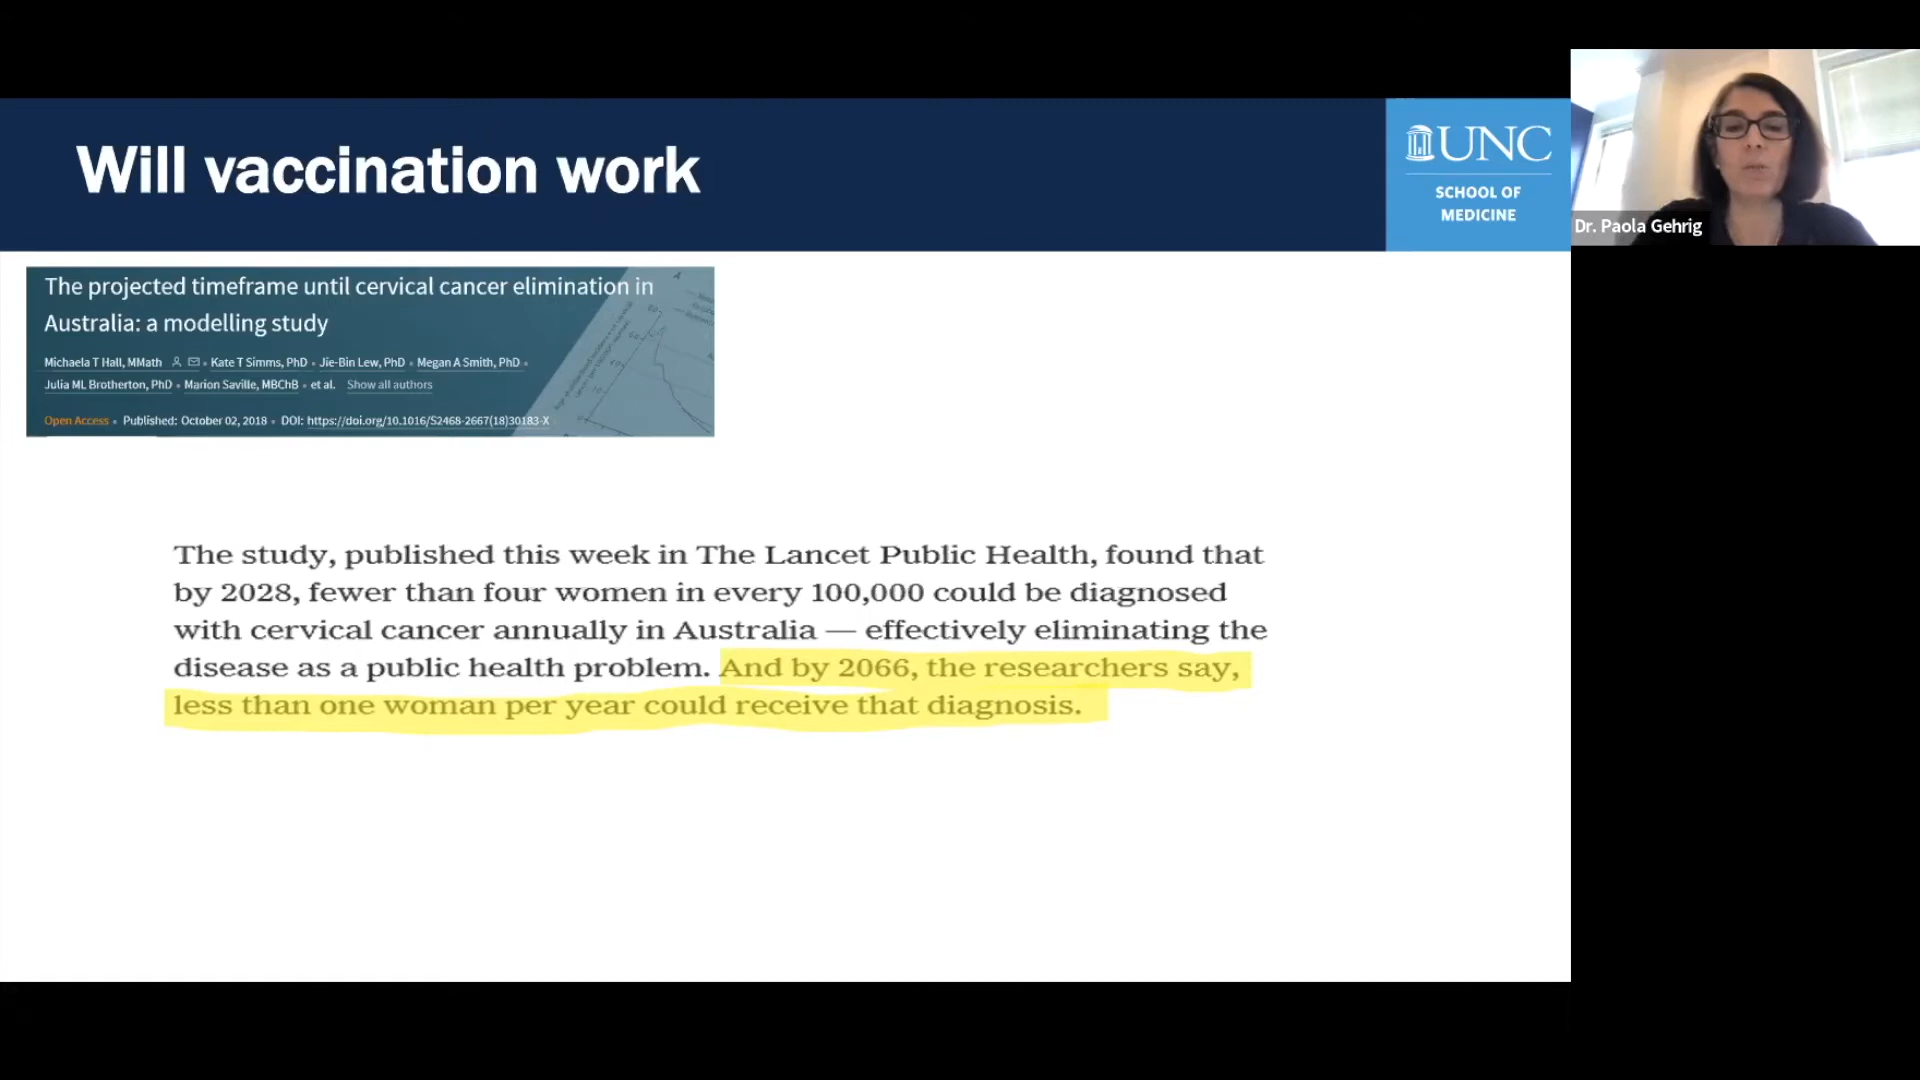 Will vaccination work
UNC
SCHOOL OF
MEDICINE
Dr. Paola Gehrig
The projected timeframe until cervical cancer elimination in
Australia: a modelling study
Michaela T Hall, MMath • Kate T Simms, PhD • Jie-Bin Lew, PhD • Megan A Smith, PhD •
Julia ML Brotherton, PhD • Marion Saville, MBChB • et al. Show all authors
Open Access • Published: October 02, 2018 • DOI: https://doi.org/10.1016/S2468-2667(18)30183-X
The study, published this week in The Lancet Public Health, found that
by 2028, fewer than four women in every 100,000 could be diagnosed
with cervical cancer annually in Australia — effectively eliminating the
disease as a public health problem. And by 2066, the researchers say,
less than one woman per year could receive that diagnosis.